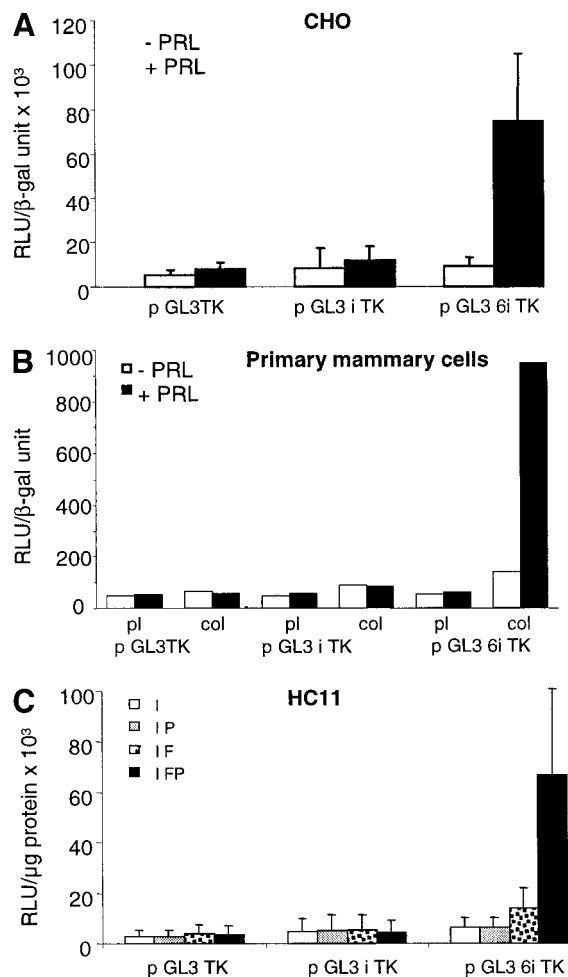 A
CHO
RLU/β-gal unit x 10³
120
100
80
60
40
20
0
- PRL
+ PRL
p GL3TK
p GL3 i TK
p GL3 6i TK
B
Primary mammary cells
RLU/β-gal unit
1000
800
600
400
200
0
- PRL
+ PRL
pl
col
pl
col
pl
col
p GL3TK
p GL3 i TK
p GL3 6i TK
C
HC11
RLU/µg protein x 10³
100
80
60
40
20
0
I
I P
I F
I FP
p GL3 TK
p GL3 i TK
p GL3 6i TK